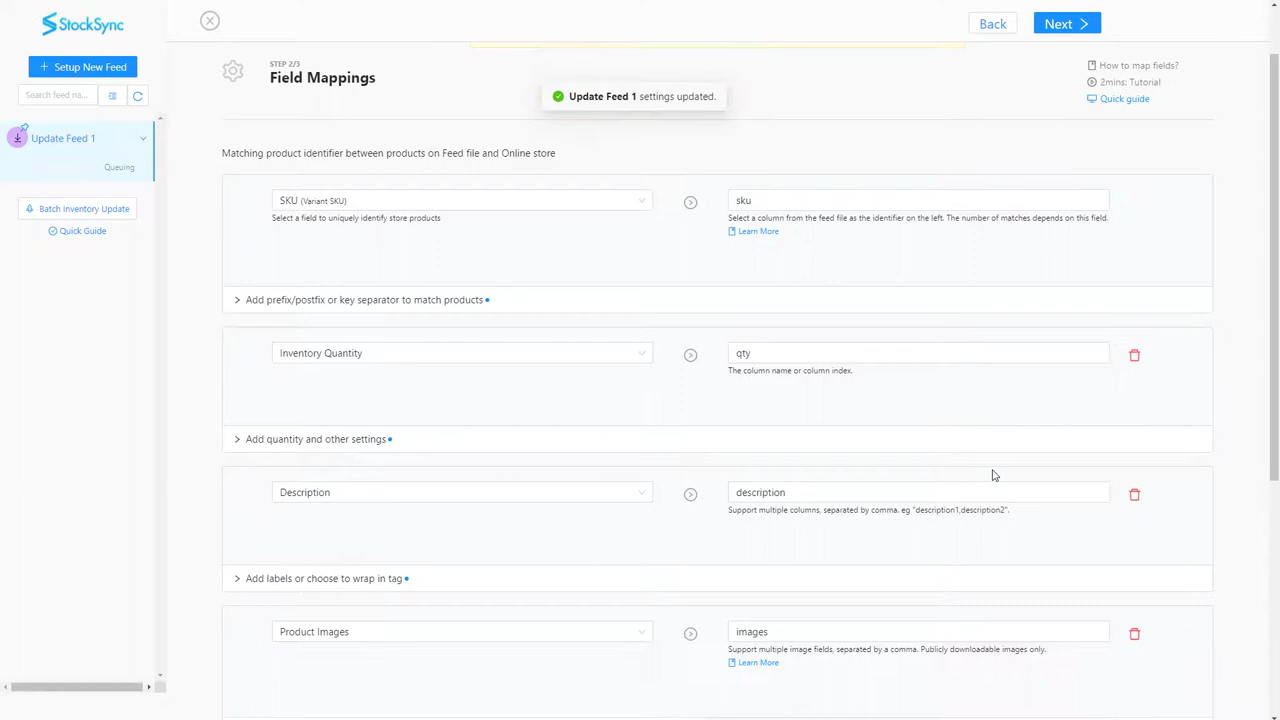 StockSync
Back
Next
+ Setup New Feed
Search feed na...
Update Feed 1
Queuing
Batch Inventory Update
Quick Guide
STEP 2/3
Field Mappings
Update Feed 1 settings updated.
How to map fields?
2mins: Tutorial
Quick guide
Matching product identifier between products on Feed file and Online store
SKU (Variant SKU)
sku
Select a field to uniquely identify store products
Select a column from the feed file as the identifier on the left. The number of matches depends on this field.
Learn More
Add prefix/postfix or key separator to match products
Inventory Quantity
qty
The column name or column index.
Add quantity and other settings
Description
description
Support multiple columns, separated by comma. eg "description1,description2".
Add labels or choose to wrap in tag
Product Images
images
Support multiple image fields, separated by a comma. Publicly downloadable images only.
Learn More